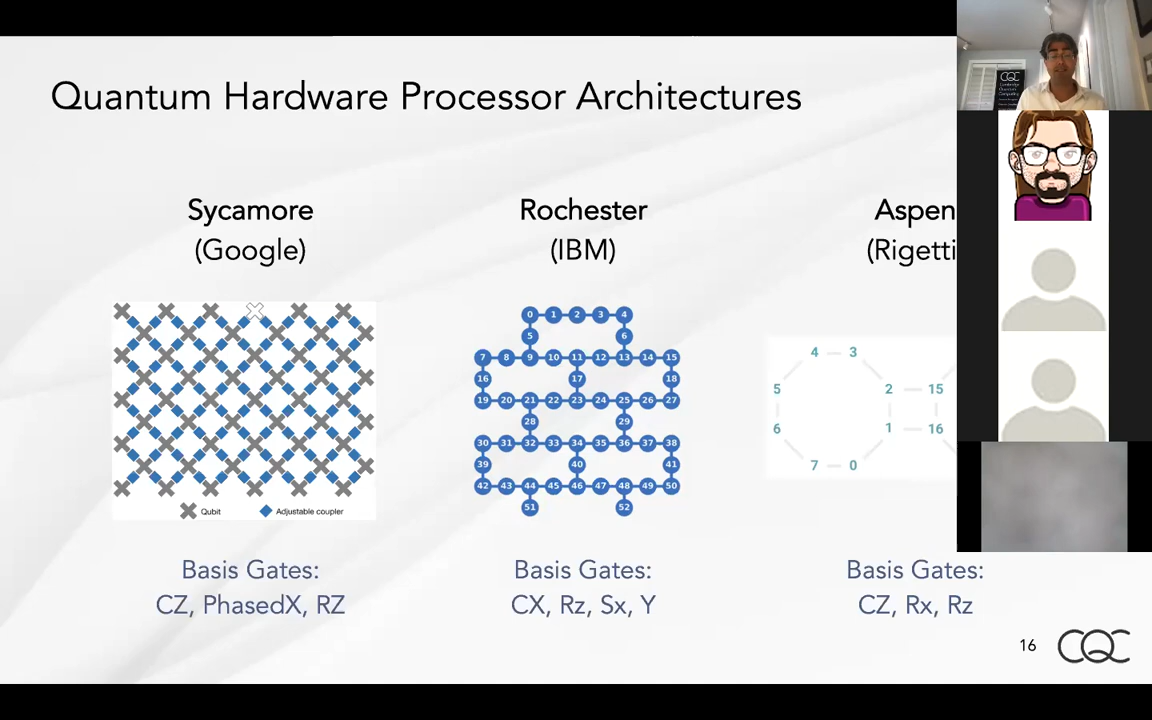 Quantum Hardware Processor Architectures
Sycamore
(Google)
Qubit
Adjustable coupler
Basis Gates:
CZ, PhasedX, RZ
Rochester
(IBM)
0 1 2 3 4
5 6
7 8 9 10 11 12 13 14 15
16 17 18
19 20 21 22 23 24 25 26 27
28 29
30 31 32 33 34 35 36 37 38
39 40 41
42 43 44 45 46 47 48 49 50
51 52
Basis Gates:
CX, Rz, Sx, Y
Aspen
(Rigetti
4 3
5 2 15
6 1 16
7 0
Basis Gates:
CZ, Rx, Rz
16
CQC
CQC